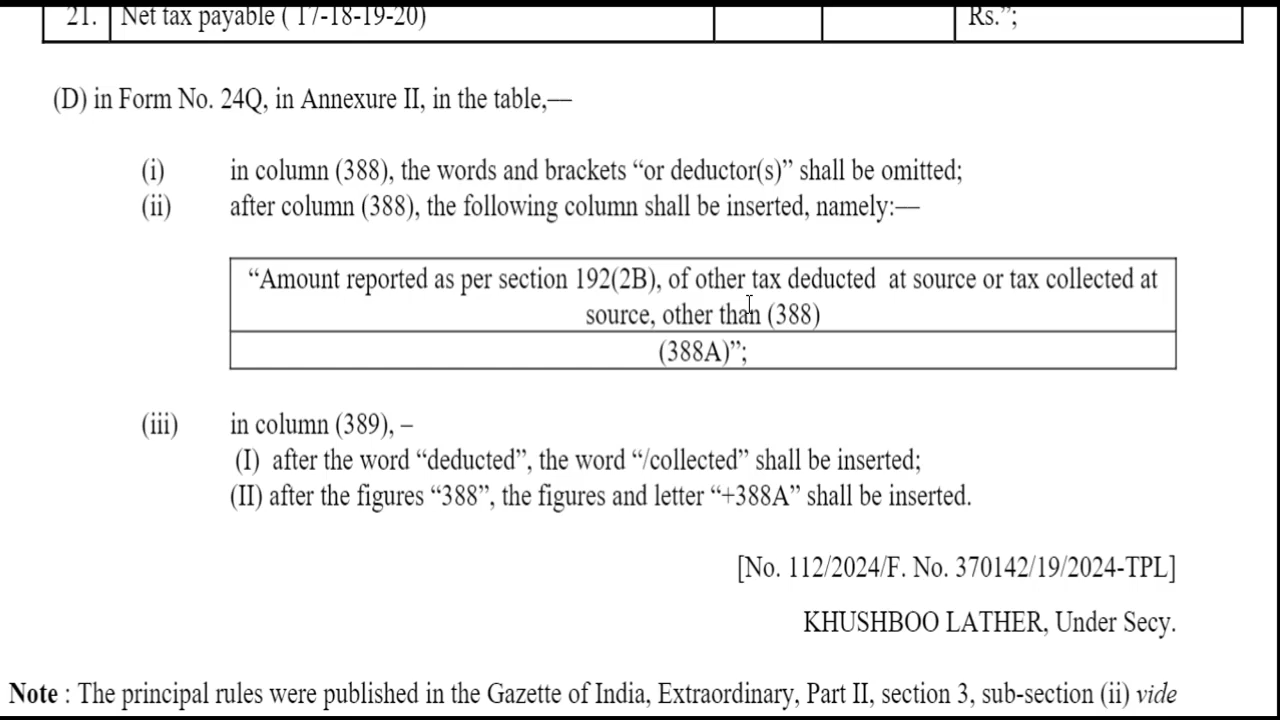 21. Net tax payable ( 17-18-19-20) Rs.”;
(D) in Form No. 24Q, in Annexure II, in the table,—
(i) in column (388), the words and brackets “or deductor(s)” shall be omitted;
(ii) after column (388), the following column shall be inserted, namely:—
“Amount reported as per section 192(2B), of other tax deducted at source or tax collected at
source, other than (388)
(388A)”;
(iii) in column (389), –
(I) after the word “deducted”, the word “/collected” shall be inserted;
(II) after the figures “388”, the figures and letter “+388A” shall be inserted.
[No. 112/2024/F. No. 370142/19/2024-TPL]
KHUSHBOO LATHER, Under Secy.
Note : The principal rules were published in the Gazette of India, Extraordinary, Part II, section 3, sub-section (ii) vide